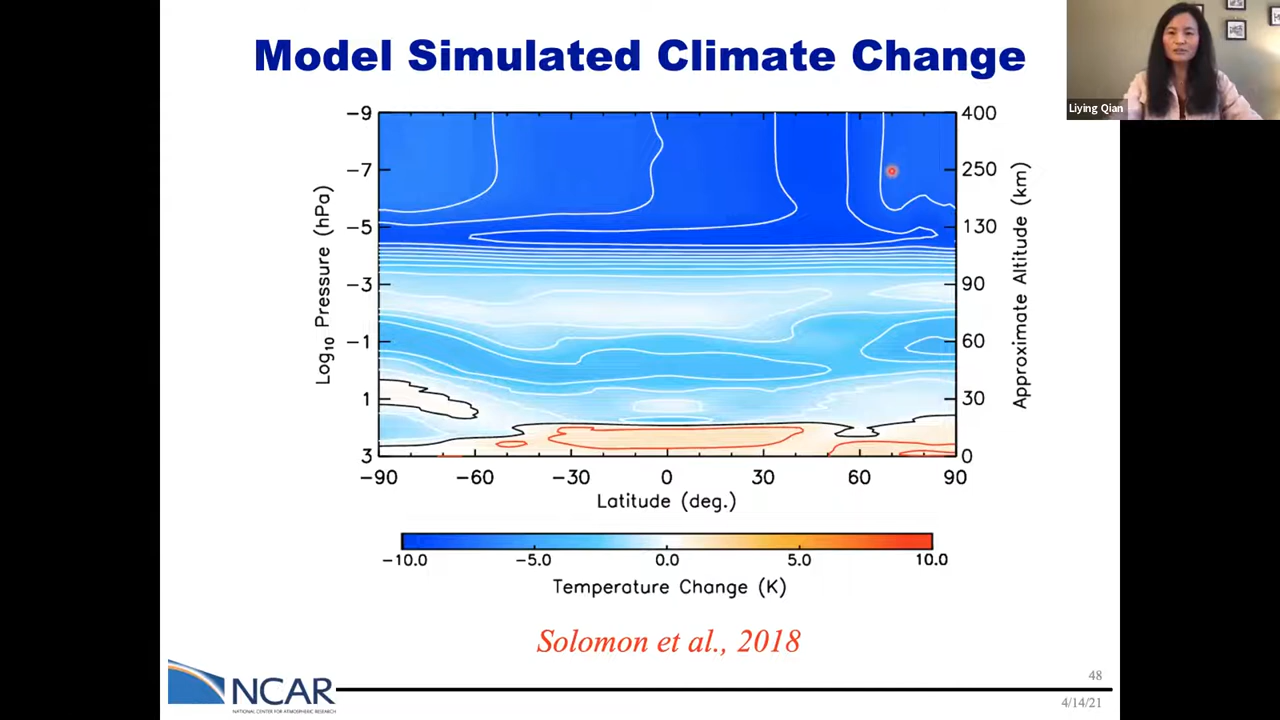 Model Simulated Climate Change
Liying Qian
−9
−7
−5
−3
−1
1
3
Log10 Pressure (hPa)
400
250
130
90
60
30
0
Approximate Altitude (km)
−90 −60 −30 0 30 60 90
Latitude (deg.)
−10.0 −5.0 0.0 5.0 10.0
Temperature Change (K)
Solomon et al., 2018
NCAR
NATIONAL CENTER FOR ATMOSPHERIC RESEARCH
48
4/14/21